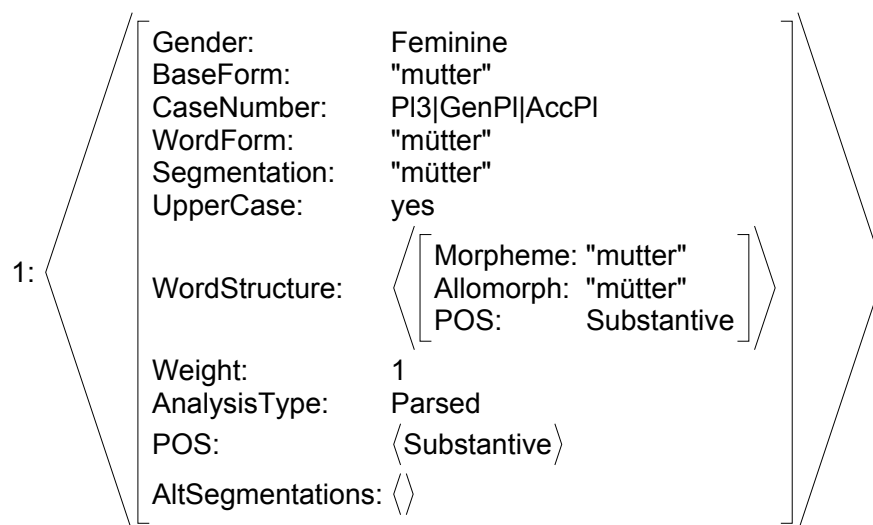 Gender: Feminine
BaseForm: "mutter"
CaseNumber: Pl3|GenPl|AccPl
WordForm: "mütter"
Segmentation: "mütter"
UpperCase: yes
1: WordStructure: ⟨[Morpheme: "mutter"
Allomorph: "mütter"
POS: Substantive]⟩
Weight: 1
AnalysisType: Parsed
POS: ⟨Substantive⟩
AltSegmentations: ⟨⟩